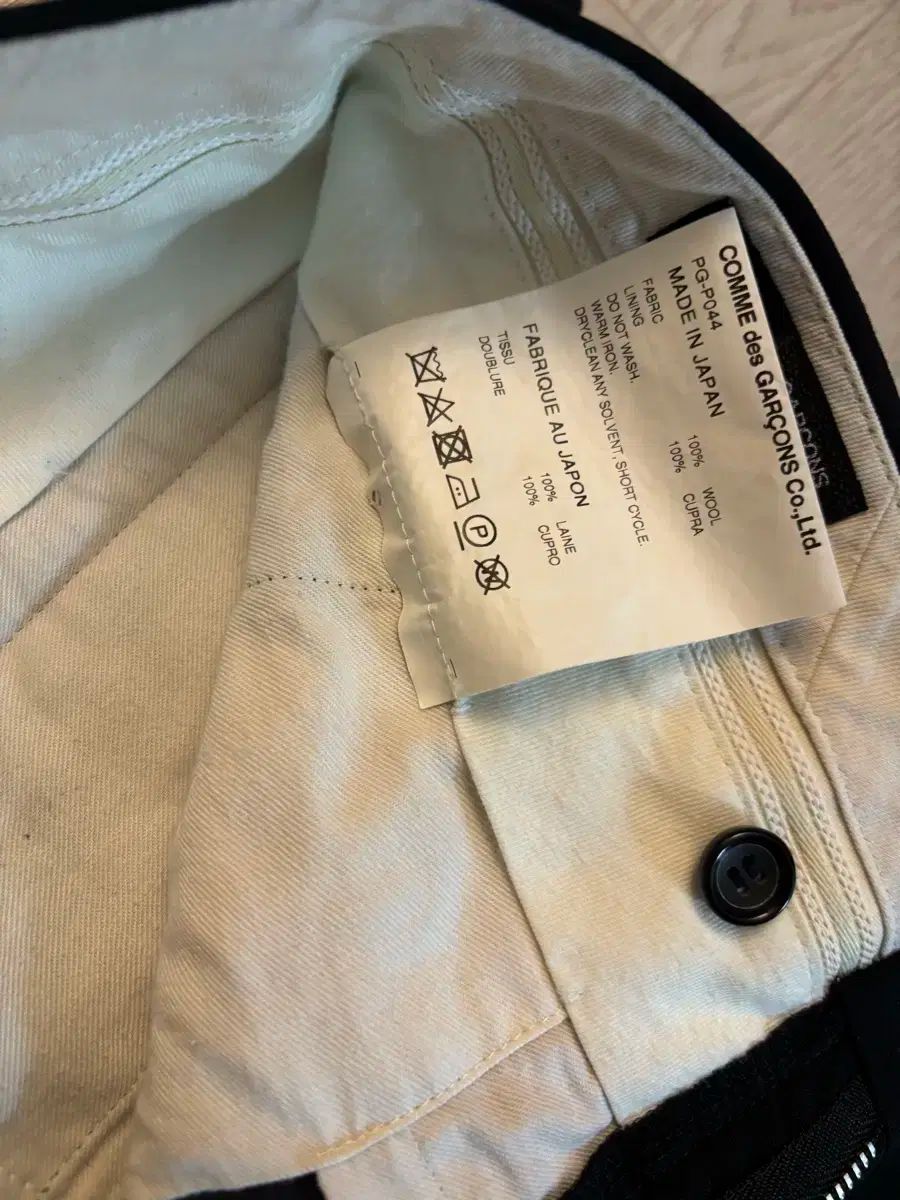 COMME des GARÇONS Co.,Ltd.
PG-P044
MADE IN JAPAN
FABRIC 100% WOOL
LINING 100% CUPRA
DO NOT WASH.
WARM IRON.
DRYCLEAN ANY SOLVENT, SHORT CYCLE.
FABRIQUE AU JAPON
TISSU 100% LAINE
DOUBLURE 100% CUPRO
P
GARÇONS